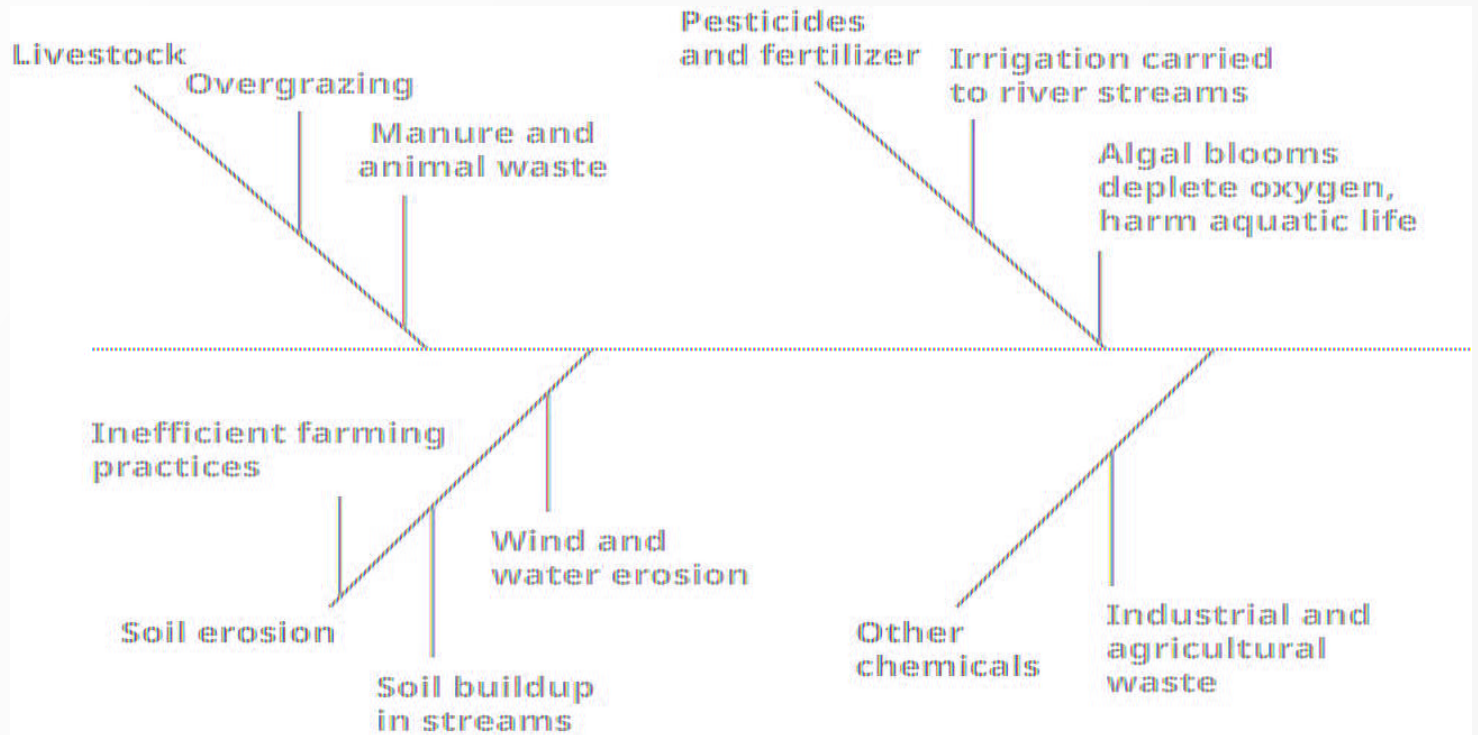 Livestock
Overgrazing
Manure and
animal waste
Pesticides
and fertilizer
Irrigation carried
to river streams
Algal blooms
deplete oxygen,
harm aquatic life
Inefficient farming
practices
Soil erosion
Soil buildup
in streams
Wind and
water erosion
Other
chemicals
Industrial and
agricultural
waste